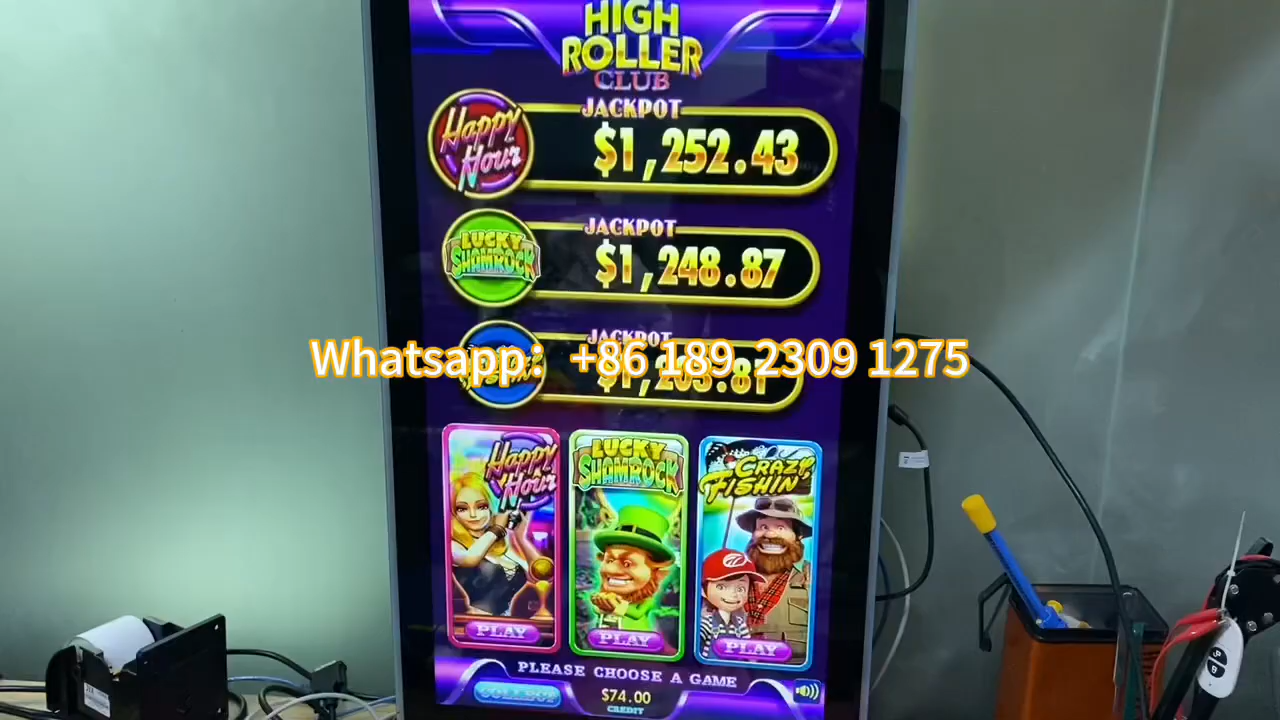 HIGH
ROLLER
CLUB
Happy
Hour
JACKPOT
$1,252.43
LUCKY
SHAMROCK
JACKPOT
$1,248.87
JACKPOT
Whatsapp： +86 189 2309 1275
Happy
Hour
LUCKY
SHAMROCK
CRAZY
FISHIN'
PLAY
PLAY
PLAY
PLEASE CHOOSE A GAME
COLLECT
$74.00
CREDIT